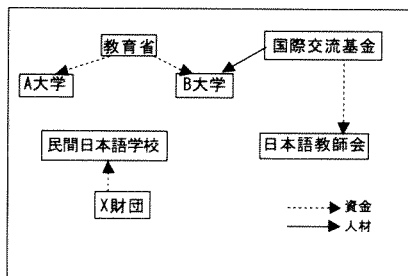 教育省
国際交流基金
A大学
B大学
民間日本語学校
日本語教師会
X財団
資金
人材